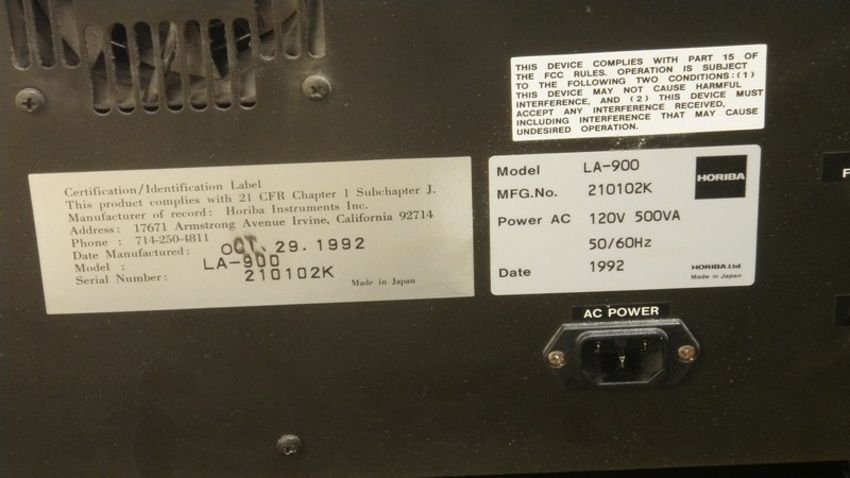 THIS DEVICE COMPLIES WITH PART 15 OF
THE FCC RULES. OPERATION IS SUBJECT
TO THE FOLLOWING TWO CONDITIONS:(1)
THIS DEVICE MAY NOT CAUSE HARMFUL
INTERFERENCE, AND (2) THIS DEVICE MUST
ACCEPT ANY INTERFERENCE RECEIVED,
INCLUDING INTERFERENCE THAT MAY CAUSE
UNDESIRED OPERATION.
Certification/Identification Label
This product complies with 21 CFR Chapter 1 Subchapter J.
Manufacturer of record: Horiba Instruments Inc.
Address: 17671 Armstrong Avenue Irvine, California 92714
Phone : 714-250-4811
Date Manufactured: OCT. 29. 1992
Model : LA-900
Serial Number: 210102K
Made in Japan
Model LA-900
HORIBA
MFG.No. 210102K
Power AC 120V 500VA
50/60Hz
Date 1992
HORIBA.Ltd.
Made in Japan
AC POWER
F